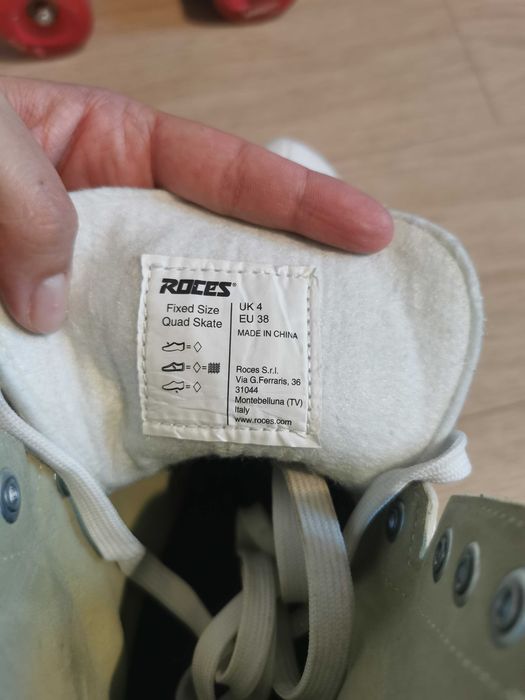 ROCES®
Fixed Size
Quad Skate
UK 4
EU 38
MADE IN CHINA
Roces S.r.l.
Via G.Ferraris, 36
31044
Montebelluna (TV)
Italy
www.roces.com